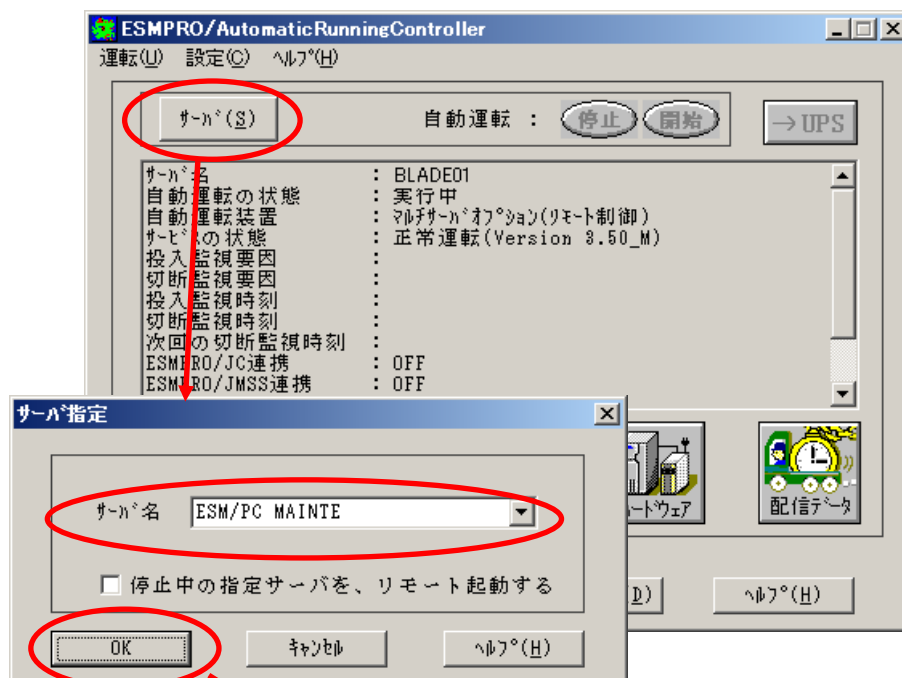 ESMPRO/AutomaticRunningController
運転(U) 設定(C) ﾍﾙﾌﾟ(H)
ｻｰﾊﾞ(S) 自動運転 : 停止 開始 →UPS
ｻｰﾊﾞ名 : BLADE01
自動運転の状態 : 実行中
自動運転装置 : ﾏﾙﾁｻｰﾊﾞｵﾌﾟｼｮﾝ(ﾘﾓｰﾄ制御)
ｻｰﾋﾞｽの状態 : 正常運転(Version 3.50_M)
投入監視要因 :
切断監視要因 :
投入監視時刻 :
切断監視時刻 :
次回の切断監視時刻 :
ESMPRO/JC連携 : OFF
ESMPRO/JMSS連携 : OFF
ｰﾄﾞｳｪｱ 配信ﾃﾞｰﾀ
D) ﾍﾙﾌﾟ(H)
サーバ指定
ｻｰﾊﾞ名 ESM/PC MAINTE
停止中の指定サーバを、リモート起動する
OK ｷｬﾝｾﾙ ﾍﾙﾌﾟ(H)